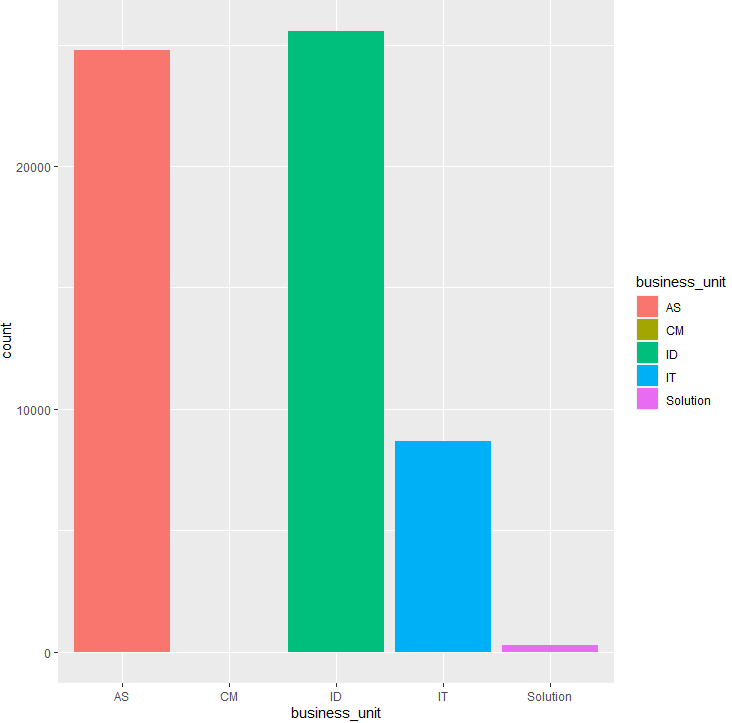 count
20000
10000
0
AS CM ID IT Solution
business_unit
business_unit
AS
CM
ID
IT
Solution